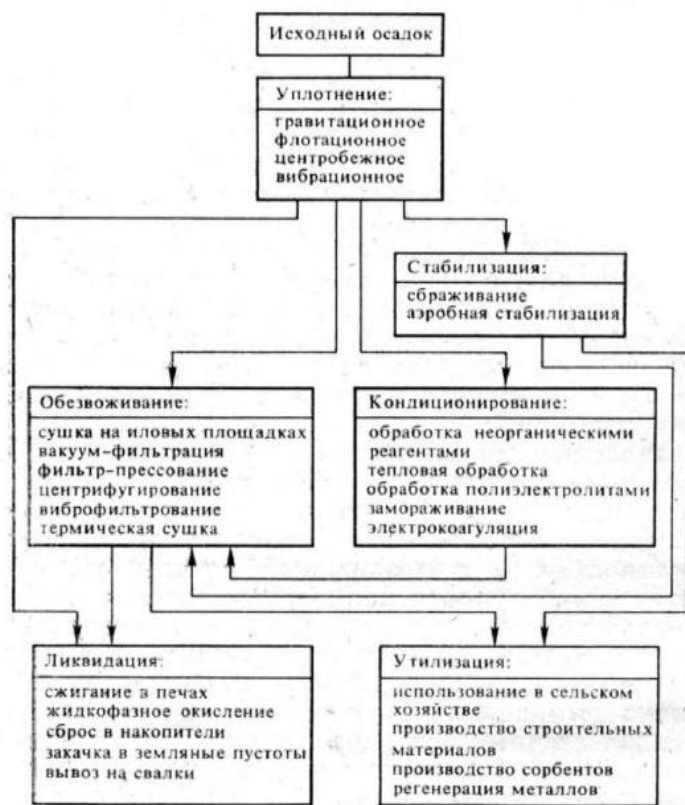 Исходный осадок
Уплотнение:
гравитационное
флотационное
центробежное
вибрационное
Стабилизация:
сбраживание
аэробная стабилизация
Обезвоживание:
сушка на иловых площадках
вакуум-фильтрация
фильтр-прессование
центрифугирование
виброфильтрование
термическая сушка
Кондиционирование:
обработка неорганическими
реагентами
тепловая обработка
обработка полиэлектролитами
замораживание
электрокоагуляция
Ликвидация:
сжигание в печах
жидкофазное окисление
сброс в накопители
закачка в земляные пустоты
вывоз на свалки
Утилизация:
использование в сельском
хозяйстве
производство строительных
материалов
производство сорбентов
регенерация металлов